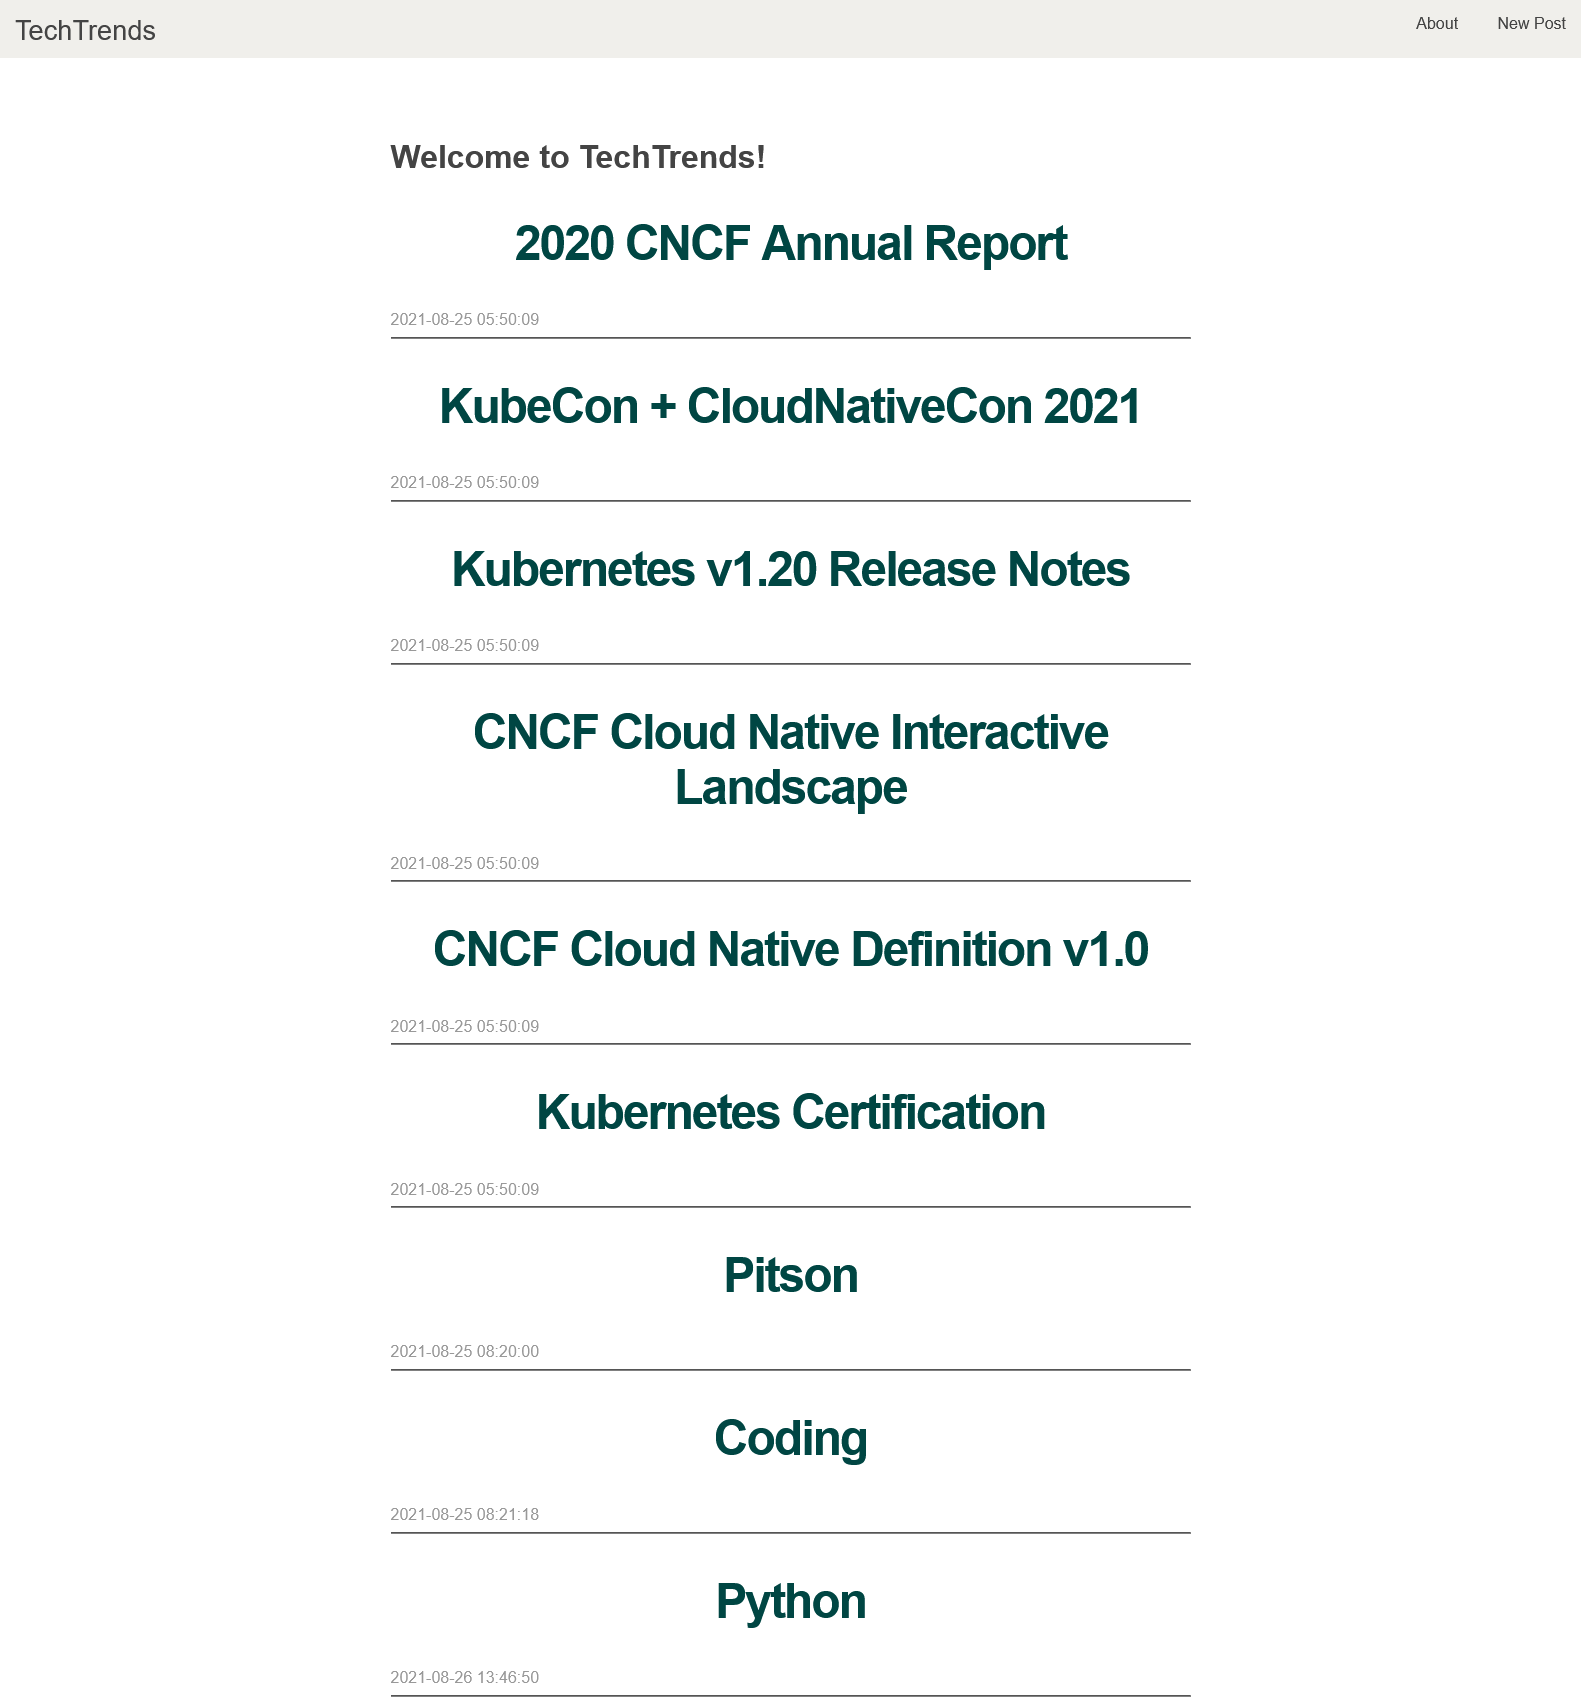 TechTrends
About
New Post
Welcome to TechTrends!
2020 CNCF Annual Report
2021-08-25 05:50:09
KubeCon + CloudNativeCon 2021
2021-08-25 05:50:09
Kubernetes v1.20 Release Notes
2021-08-25 05:50:09
CNCF Cloud Native Interactive
Landscape
2021-08-25 05:50:09
CNCF Cloud Native Definition v1.0
2021-08-25 05:50:09
Kubernetes Certification
2021-08-25 05:50:09
Pitson
2021-08-25 08:20:00
Coding
2021-08-25 08:21:18
Python
2021-08-26 13:46:50